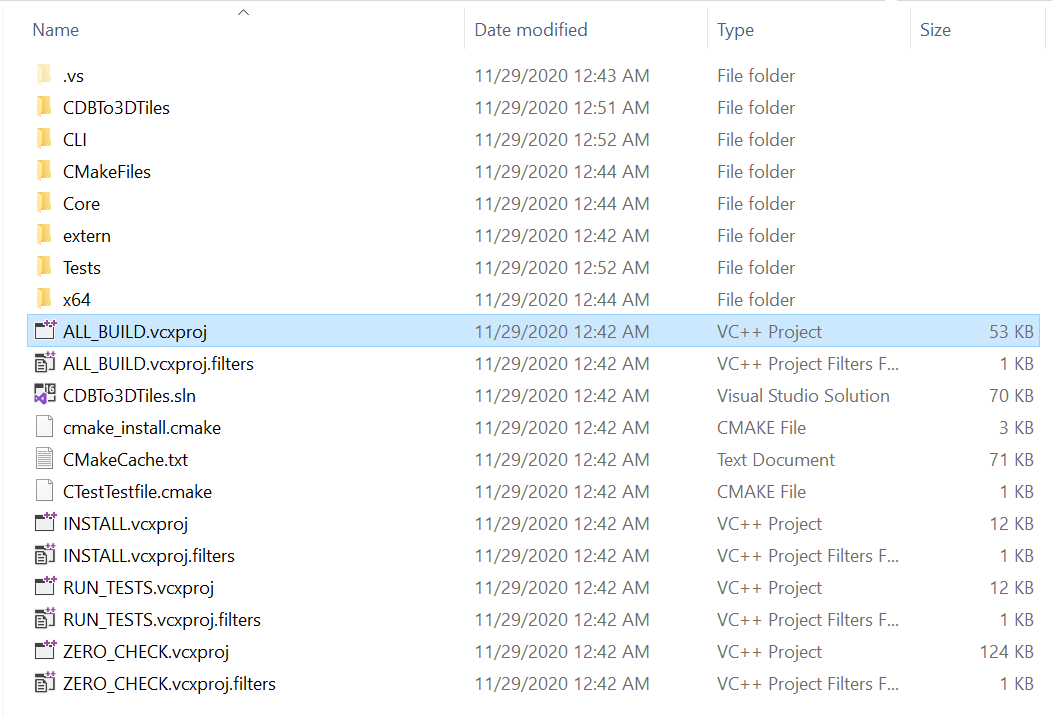 Name Date modified Type Size
.vs 11/29/2020 12:43 AM File folder
CDBTo3DTiles 11/29/2020 12:51 AM File folder
CLI 11/29/2020 12:52 AM File folder
CMakeFiles 11/29/2020 12:44 AM File folder
Core 11/29/2020 12:44 AM File folder
extern 11/29/2020 12:42 AM File folder
Tests 11/29/2020 12:52 AM File folder
x64 11/29/2020 12:44 AM File folder
ALL_BUILD.vcxproj 11/29/2020 12:42 AM VC++ Project 53 KB
ALL_BUILD.vcxproj.filters 11/29/2020 12:42 AM VC++ Project Filters F... 1 KB
CDBTo3DTiles.sln 11/29/2020 12:42 AM Visual Studio Solution 70 KB
cmake_install.cmake 11/29/2020 12:42 AM CMAKE File 3 KB
CMakeCache.txt 11/29/2020 12:42 AM Text Document 71 KB
CTestTestfile.cmake 11/29/2020 12:42 AM CMAKE File 1 KB
INSTALL.vcxproj 11/29/2020 12:42 AM VC++ Project 12 KB
INSTALL.vcxproj.filters 11/29/2020 12:42 AM VC++ Project Filters F... 1 KB
RUN_TESTS.vcxproj 11/29/2020 12:42 AM VC++ Project 12 KB
RUN_TESTS.vcxproj.filters 11/29/2020 12:42 AM VC++ Project Filters F... 1 KB
ZERO_CHECK.vcxproj 11/29/2020 12:42 AM VC++ Project 124 KB
ZERO_CHECK.vcxproj.filters 11/29/2020 12:42 AM VC++ Project Filters F... 1 KB